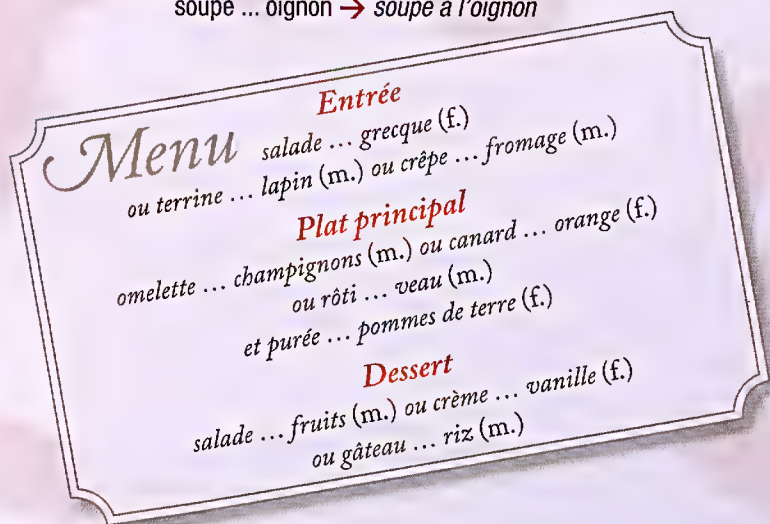 soupe ... oignon → soupe à l'oignon
Entrée
Menu
salade ... grecque (f.)
ou terrine ... lapin (m.) ou crêpe ... fromage (m.)
Plat principal
omelette ... champignons (m.) ou canard ... orange (f.)
ou rôti ... veau (m.)
et purée ... pommes de terre (f.)
Dessert
salade ... fruits (m.) ou crème ... vanille (f.)
ou gâteau ... riz (m.)